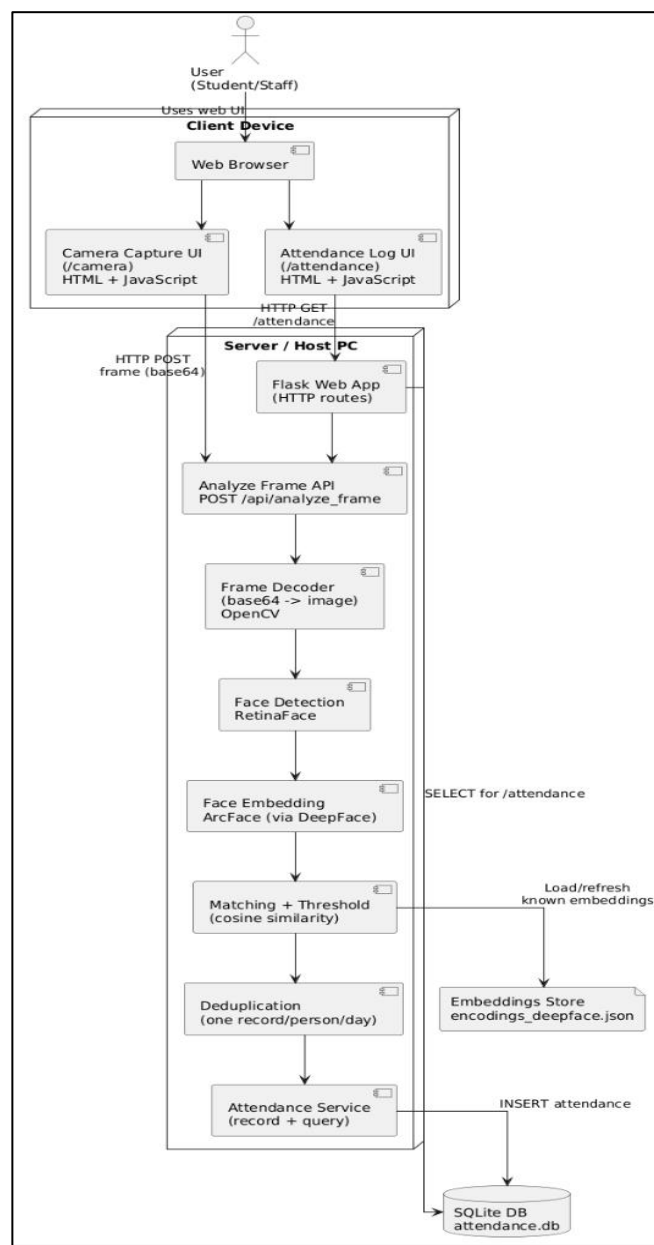 User
(Student/Staff)
Uses web UI
Client Device
Web Browser
Camera Capture UI
(/camera)
HTML + JavaScript
Attendance Log UI
(/attendance)
HTML + JavaScript
HTTP GET
/attendance
Server / Host PC
HTTP POST
frame (base64)
Flask Web App
(HTTP routes)
Analyze Frame API
POST /api/analyze_frame
Frame Decoder
(base64 -> image)
OpenCV
Face Detection
RetinaFace
SELECT for /attendance
Face Embedding
ArcFace (via DeepFace)
Matching + Threshold
(cosine similarity)
Load/refresh
known embeddings
Deduplication
(one record/person/day)
Embeddings Store
encodings_deepface.json
Attendance Service
(record + query)
INSERT attendance
SQLite DB
attendance.db